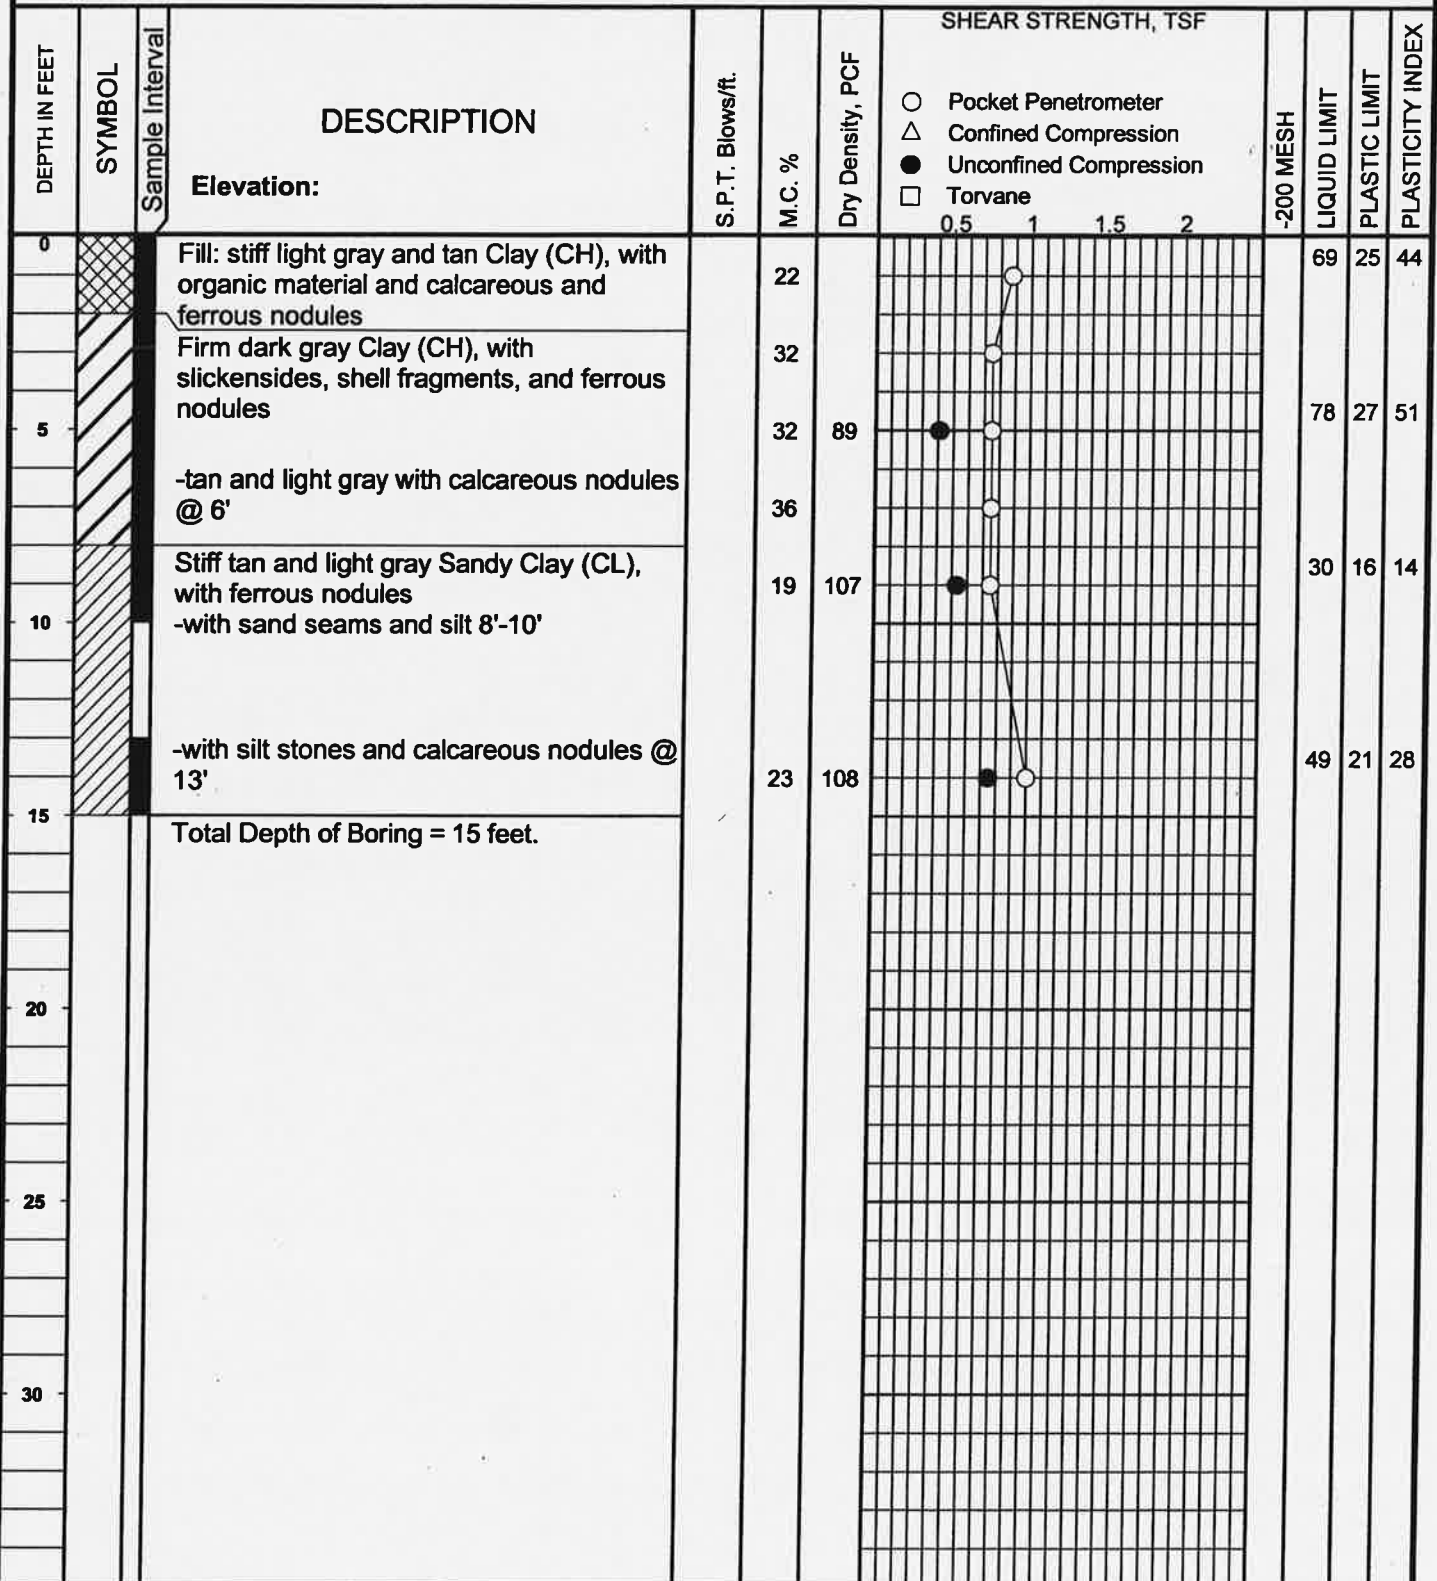 SHEAR STRENGTH, TSF
DEPTH IN FEET
SYMBOL
Sample Interval
DESCRIPTION
Elevation:
S.P.T. Blows/ft.
M.C. %
Dry Density, PCF
Pocket Penetrometer
Confined Compression
Unconfined Compression
Torvane
0.5 1 1.5 2
-200 MESH
LIQUID LIMIT
PLASTIC LIMIT
PLASTICITY INDEX
0
Fill: stiff light gray and tan Clay (CH), with
organic material and calcareous and
ferrous nodules
22
69 25 44
Firm dark gray Clay (CH), with
slickensides, shell fragments, and ferrous
nodules
32
5
32 89
78 27 51
-tan and light gray with calcareous nodules
@ 6'
36
Stiff tan and light gray Sandy Clay (CL),
with ferrous nodules
-with sand seams and silt 8'-10'
19 107
30 16 14
10
-with silt stones and calcareous nodules @
13'
23 108
49 21 28
15
Total Depth of Boring = 15 feet.
20
25
30